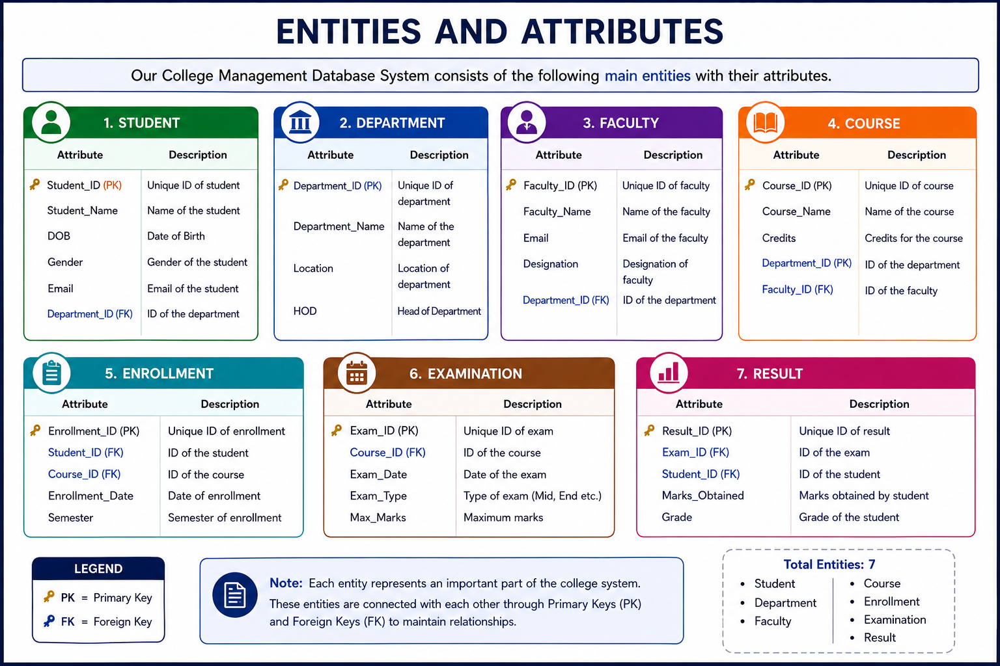 ENTITIES AND ATTRIBUTES
Our College Management Database System consists of the following main entities with their attributes.
1. STUDENT
Attribute Description
Student_ID (PK) Unique ID of student
Student_Name Name of the student
DOB Date of Birth
Gender Gender of the student
Email Email of the student
Department_ID (FK) ID of the department
2. DEPARTMENT
Attribute Description
Department_ID (PK) Unique ID of
department
Department_Name Name of the
department
Location Location of
department
HOD Head of Department
3. FACULTY
Attribute Description
Faculty_ID (PK) Unique ID of faculty
Faculty_Name Name of the faculty
Email Email of the faculty
Designation Designation of
faculty
Department_ID (FK) ID of the department
4. COURSE
Attribute Description
Course_ID (PK) Unique ID of course
Course_Name Name of the course
Credits Credits for the course
Department_ID (PK) ID of the department
Faculty_ID (FK) ID of the faculty
5. ENROLLMENT
Attribute Description
Enrollment_ID (PK) Unique ID of enrollment
Student_ID (FK) ID of the student
Course_ID (FK) ID of the course
Enrollment_Date Date of enrollment
Semester Semester of enrollment
6. EXAMINATION
Attribute Description
Exam_ID (PK) Unique ID of exam
Course_ID (FK) ID of the course
Exam_Date Date of the exam
Exam_Type Type of exam (Mid, End etc.)
Max_Marks Maximum marks
7. RESULT
Attribute Description
Result_ID (PK) Unique ID of result
Exam_ID (FK) ID of the exam
Student_ID (FK) ID of the student
Marks_Obtained Marks obtained by student
Grade Grade of the student
LEGEND
PK = Primary Key
FK = Foreign Key
Note: Each entity represents an important part of the college system.
These entities are connected with each other through Primary Keys (PK)
and Foreign Keys (FK) to maintain relationships.
Total Entities: 7
• Student
• Department
• Faculty
• Course
• Enrollment
• Examination
• Result